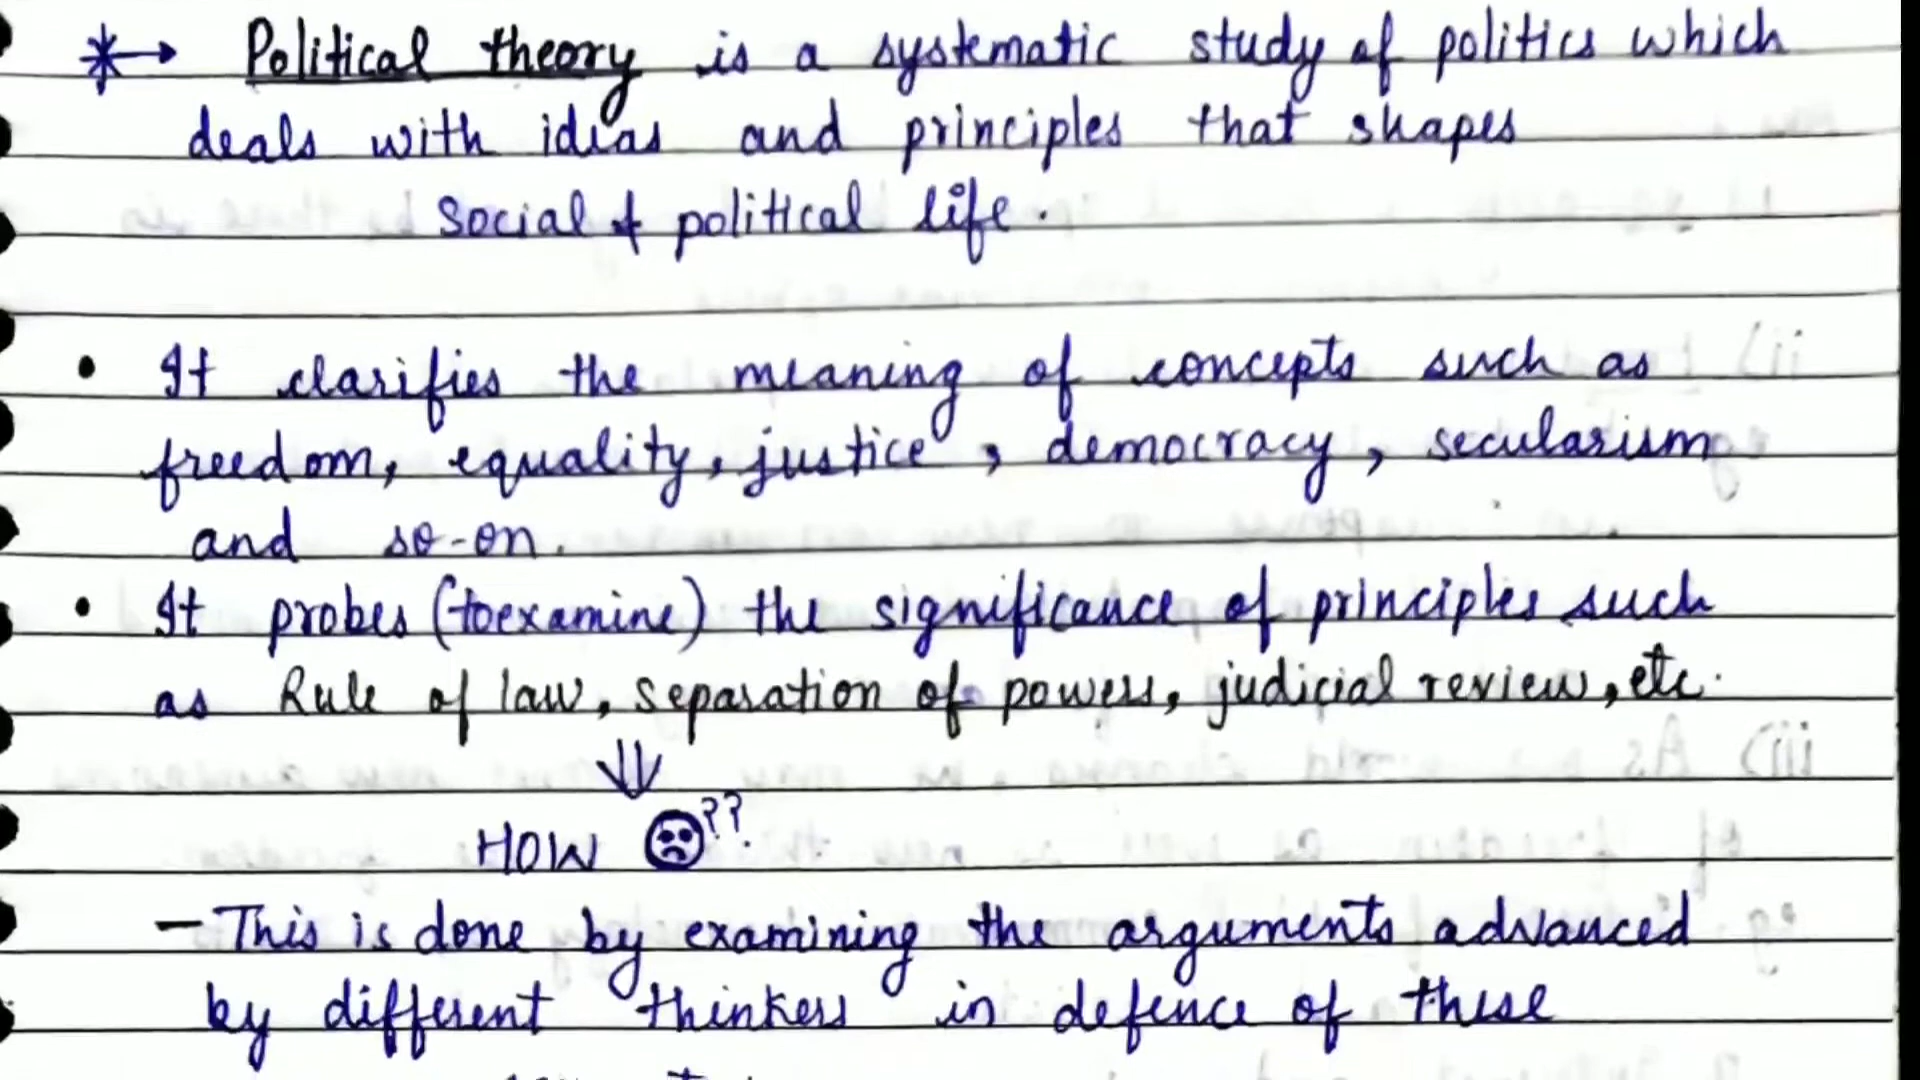 Political theory is a systematic study of politics which
deals with ideas and principles that shapes
Social & political life.
• It clarifies the meaning of concepts such as
freedom, equality, justice, democracy, secularism
and so-on.
• It probes (toexamine) the significance of principles such
as Rule of law, separation of powers, judicial review, etc.
HOW ??
- This is done by examining the arguments advanced
by different thinkers in defence of these